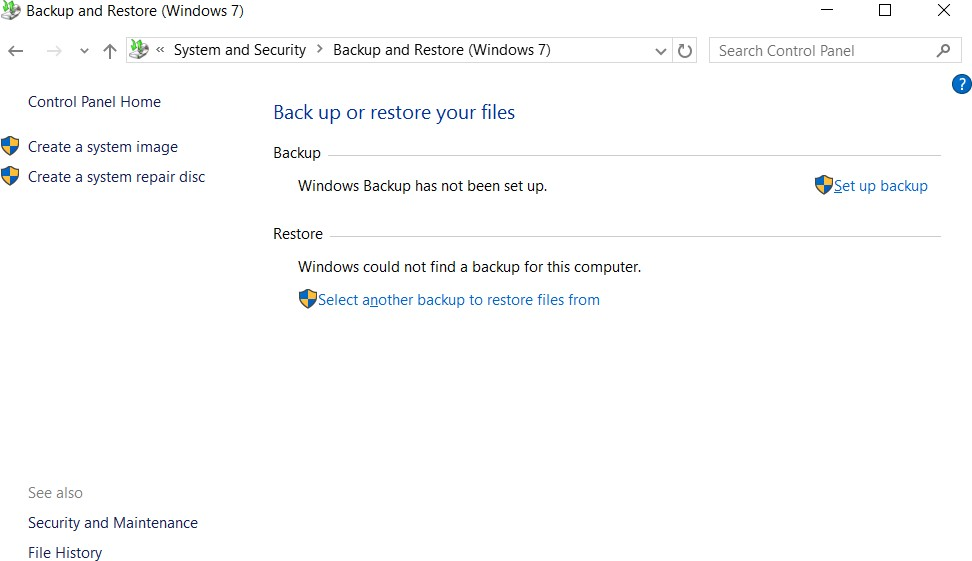 Backup and Restore (Windows 7)
« System and Security > Backup and Restore (Windows 7)
Search Control Panel
?
Control Panel Home
Create a system image
Create a system repair disc
Back up or restore your files
Backup
Windows Backup has not been set up.
Set up backup
Restore
Windows could not find a backup for this computer.
Select another backup to restore files from
See also
Security and Maintenance
File History